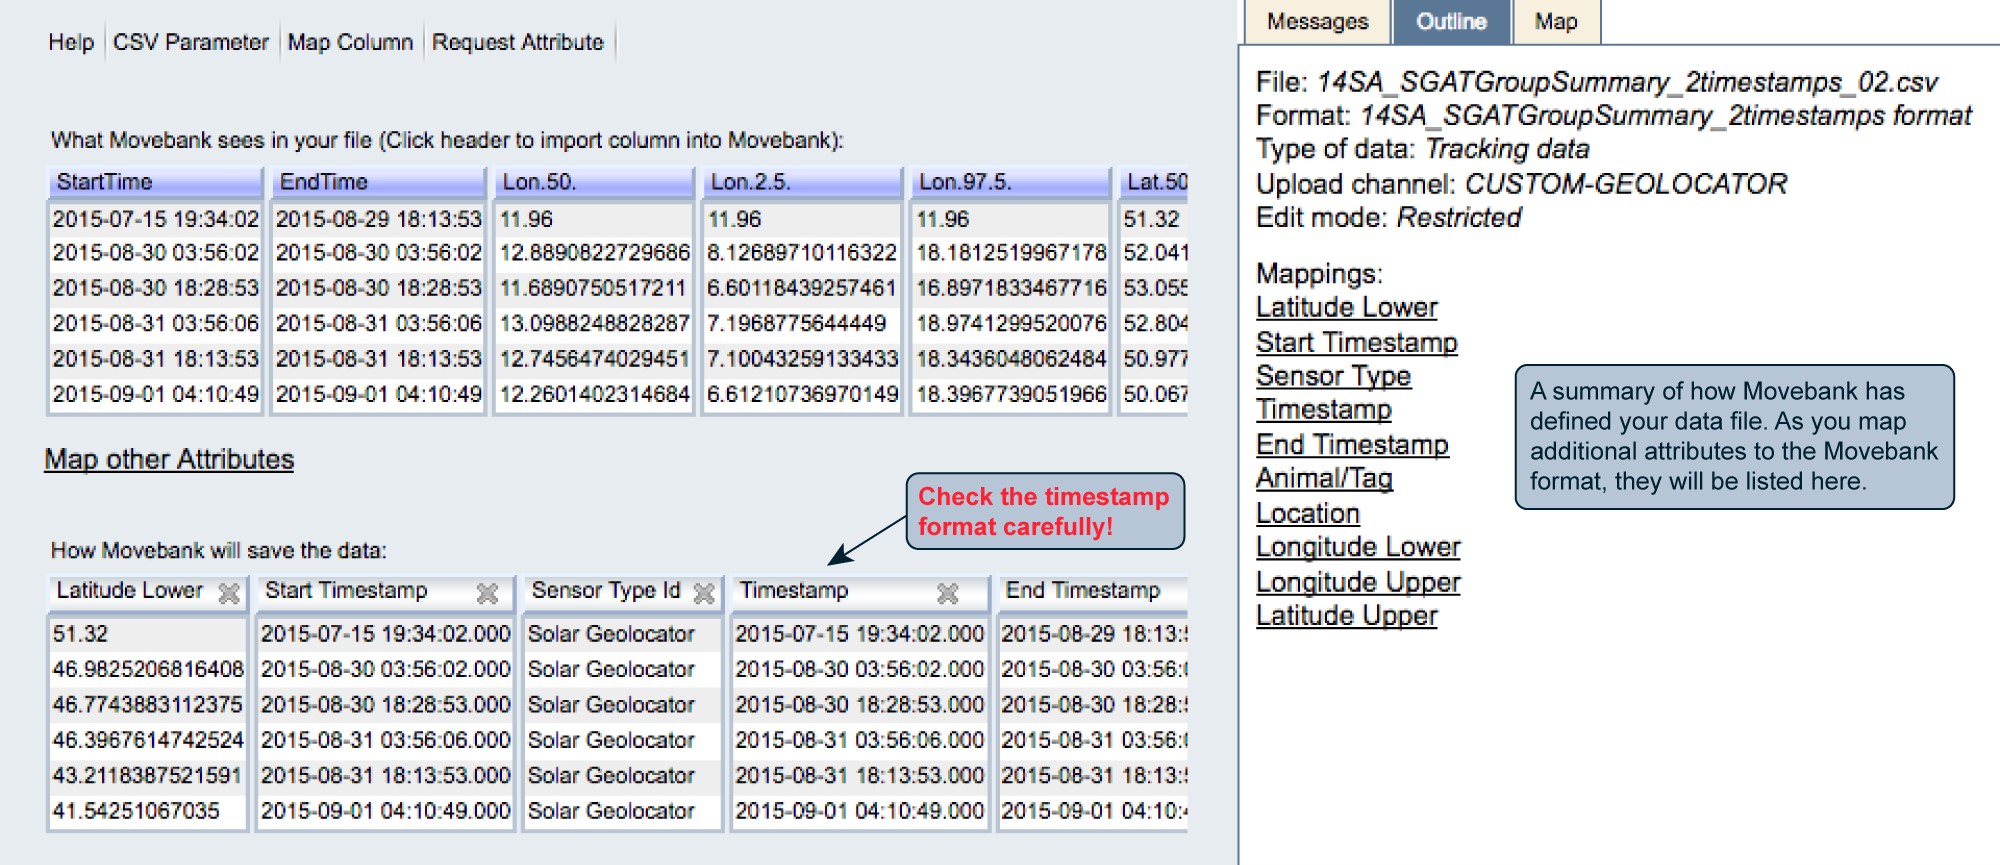 Help CSV Parameter Map Column Request Attribute
What Movebank sees in your file (Click header to import column into Movebank):
StartTime EndTime Lon.50. Lon.2.5. Lon.97.5. Lat.50
2015-07-15 19:34:02 2015-08-29 18:13:53 11.96 11.96 11.96 51.32
2015-08-30 03:56:02 2015-08-30 03:56:02 12.8890822729686 8.12689710116322 18.1812519967178 52.041
2015-08-30 18:28:53 2015-08-30 18:28:53 11.6890750517211 6.60118439257461 16.8971833467716 53.055
2015-08-31 03:56:06 2015-08-31 03:56:06 13.0988248828287 7.1968775644449 18.9741299520076 52.804
2015-08-31 18:13:53 2015-08-31 18:13:53 12.7456474029451 7.10043259133433 18.3436048062484 50.977
2015-09-01 04:10:49 2015-09-01 04:10:49 12.2601402314684 6.61210736970149 18.3967739051966 50.067
Map other Attributes
Check the timestamp
format carefully!
How Movebank will save the data:
Latitude Lower Start Timestamp Sensor Type Id Timestamp End Timestamp
51.32 2015-07-15 19:34:02.000 Solar Geolocator 2015-07-15 19:34:02.000 2015-08-29 18:13:5
46.9825206816408 2015-08-30 03:56:02.000 Solar Geolocator 2015-08-30 03:56:02.000 2015-08-30 03:56:0
46.7743883112375 2015-08-30 18:28:53.000 Solar Geolocator 2015-08-30 18:28:53.000 2015-08-30 18:28:5
46.3967614742524 2015-08-31 03:56:06.000 Solar Geolocator 2015-08-31 03:56:06.000 2015-08-31 03:56:0
43.2118387521591 2015-08-31 18:13:53.000 Solar Geolocator 2015-08-31 18:13:53.000 2015-08-31 18:13:5
41.54251067035 2015-09-01 04:10:49.000 Solar Geolocator 2015-09-01 04:10:49.000 2015-09-01 04:10:4
Messages Outline Map
File: 14SA_SGATGroupSummary_2timestamps_02.csv
Format: 14SA_SGATGroupSummary_2timestamps format
Type of data: Tracking data
Upload channel: CUSTOM-GEOLOCATOR
Edit mode: Restricted
Mappings:
Latitude Lower
Start Timestamp
Sensor Type
Timestamp
End Timestamp
Animal/Tag
Location
Longitude Lower
Longitude Upper
Latitude Upper
A summary of how Movebank has
defined your data file. As you map
additional attributes to the Movebank
format, they will be listed here.